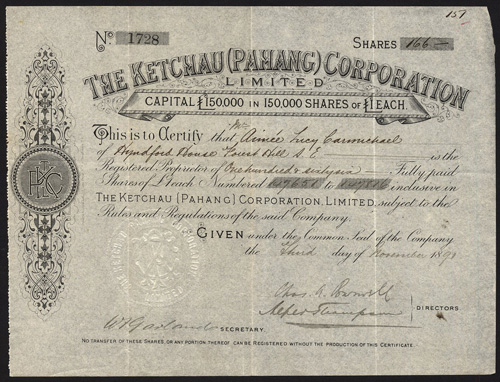 151
No 1728 SHARES 166—
THE KETCHAU (PAHANG) CORPORATION
LIMITED
CAPITAL £150,000 IN 150,000 SHARES OF £1 EACH.
This is to Certify that Aimée Lucy Carmichael
of Hyndford House Forest Hill S.E. is the
Registered Proprietor of One hundred & sixty six Fully paid
Shares of £1 each Numbered to inclusive in
THE KETCHAU (PAHANG) CORPORATION, LIMITED, subject to the
Rules and Regulations of the said Company.
GIVEN under the Common Seal of the Company
the Third day of November 189
Alfred Thompson
DIRECTORS
SECRETARY.
NO TRANSFER OF THESE SHARES, OR ANY PORTION THEREOF CAN BE REGISTERED WITHOUT THE PRODUCTION OF THIS CERTIFICATE.